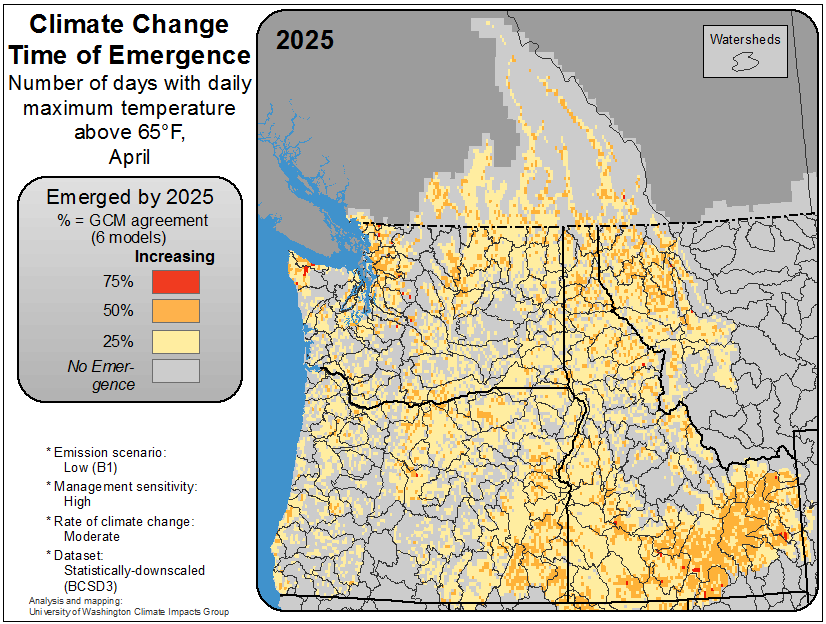 Climate Change
Time of Emergence
Number of days with daily
maximum temperature
above 65°F,
April
Emerged by 2025
% = GCM agreement
(6 models)
Increasing
75%
50%
25%
No Emer-
gence
* Emission scenario:
Low (B1)
* Management sensitivity:
High
* Rate of climate change:
Moderate
* Dataset:
Statistically-downscaled
(BCSD3)
Analysis and mapping:
University of Washington Climate Impacts Group
2025
Watersheds